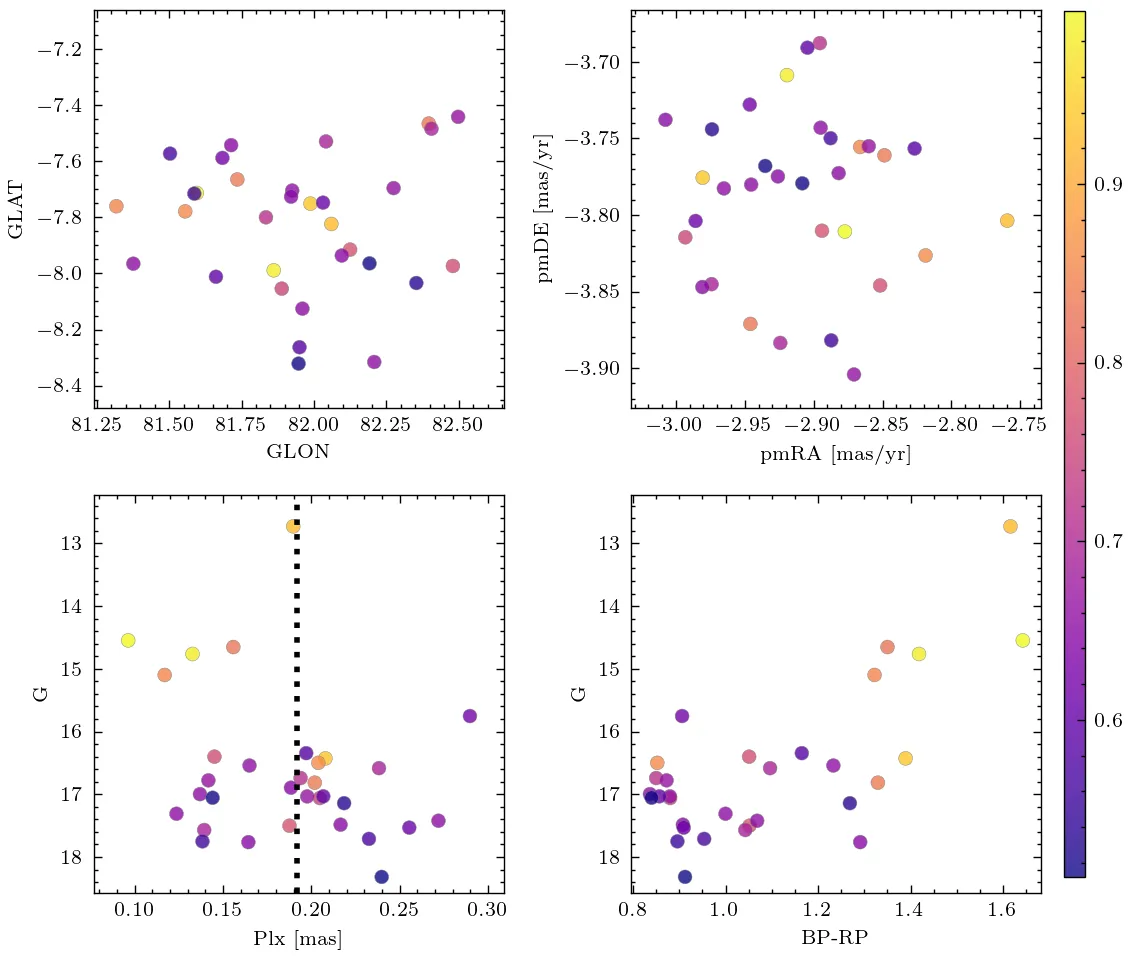 −7.2
−7.4
−7.6
−7.8
−8.0
−8.2
−8.4
GLAT
81.25 81.50 81.75 82.00 82.25 82.50
GLON
−3.70
−3.75
−3.80
−3.85
−3.90
pmDE [mas/yr]
−3.00 −2.95 −2.90 −2.85 −2.80 −2.75
pmRA [mas/yr]
13
14
15
16
17
18
G
0.10 0.15 0.20 0.25 0.30
Plx [mas]
13
14
15
16
17
18
G
0.8 1.0 1.2 1.4 1.6
BP-RP
0.9
0.8
0.7
0.6